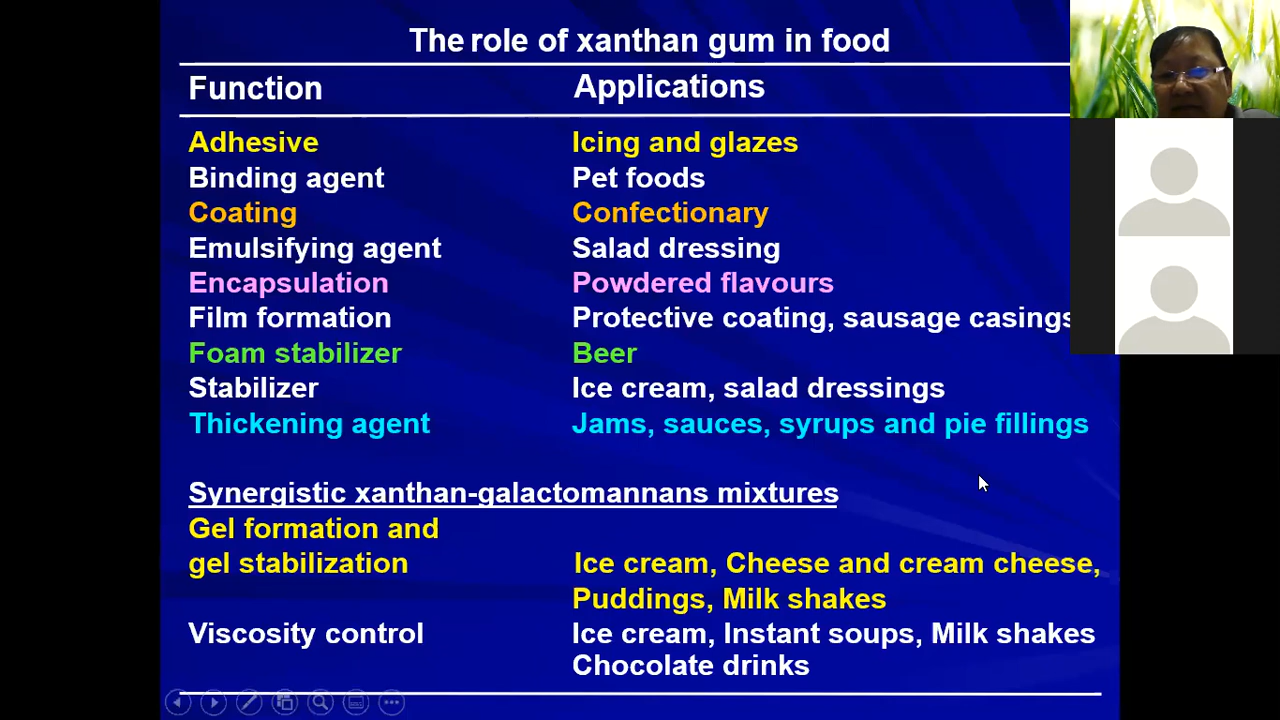 The role of xanthan gum in food
Function Applications
Adhesive Icing and glazes
Binding agent Pet foods
Coating Confectionary
Emulsifying agent Salad dressing
Encapsulation Powdered flavours
Film formation Protective coating, sausage casings
Foam stabilizer Beer
Stabilizer Ice cream, salad dressings
Thickening agent Jams, sauces, syrups and pie fillings
Synergistic xanthan-galactomannans mixtures
Gel formation and
gel stabilization Ice cream, Cheese and cream cheese,
Puddings, Milk shakes
Viscosity control Ice cream, Instant soups, Milk shakes
Chocolate drinks